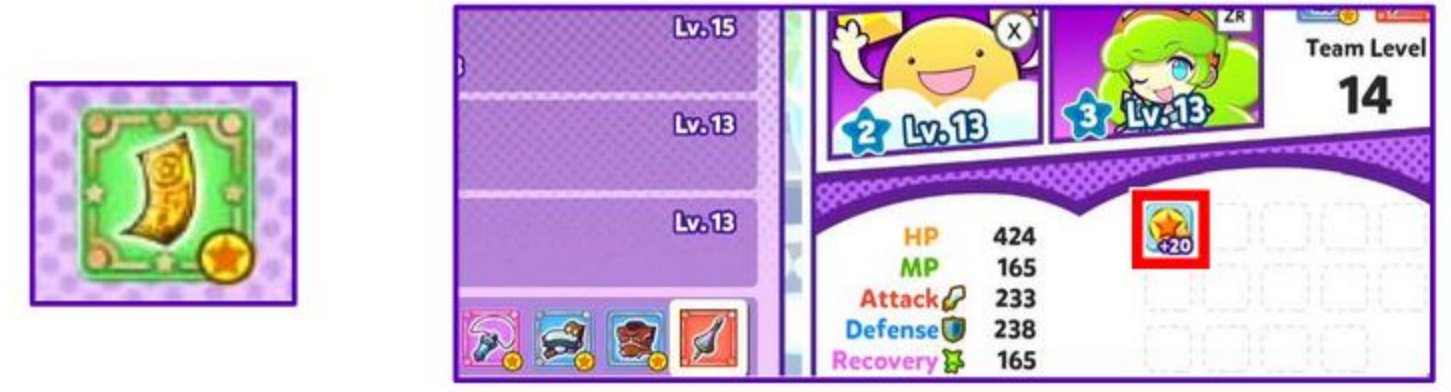 Lv. 15
Lv. 13
Lv. 13
X
2 Lv. 13
ZR
3 Lv. 13
Team Level
14
HP 424
MP 165
Attack 233
Defense 238
Recovery 165
+20